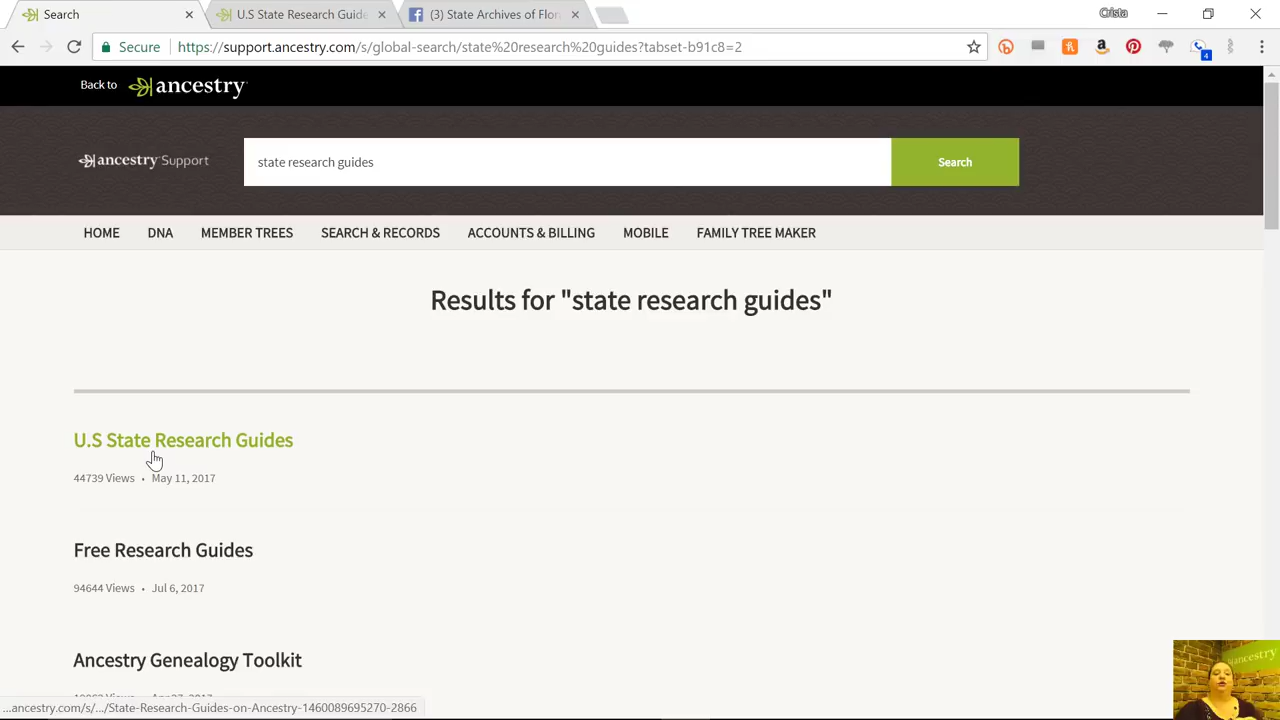 Search
U.S State Research Guide
(3) State Archives of Flor
Crista
Secure
https://support.ancestry.com/s/global-search/state%20research%20guides?tabset-b91c8=2
4
Back to ancestry
ancestry Support
state research guides
Search
HOME DNA MEMBER TREES SEARCH & RECORDS ACCOUNTS & BILLING MOBILE FAMILY TREE MAKER
Results for "state research guides"
U.S State Research Guides
44739 Views • May 11, 2017
Free Research Guides
94644 Views • Jul 6, 2017
Ancestry Genealogy Toolkit
...ancestry.com/s/.../State-Research-Guides-on-Ancestry-1460089695270-2866
ancestry